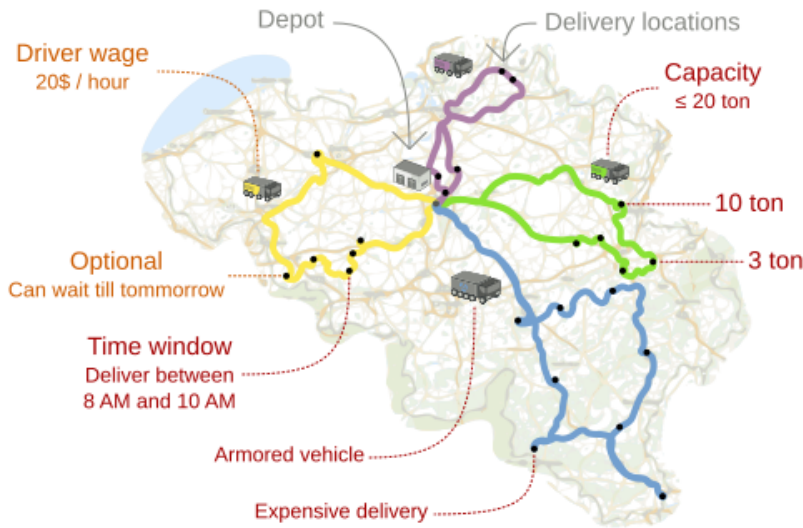 Depot
Delivery locations
Driver wage
20$ / hour
Capacity
≤ 20 ton
10 ton
3 ton
Optional
Can wait till tommorrow
Time window
Deliver between
8 AM and 10 AM
Armored vehicle
Expensive delivery